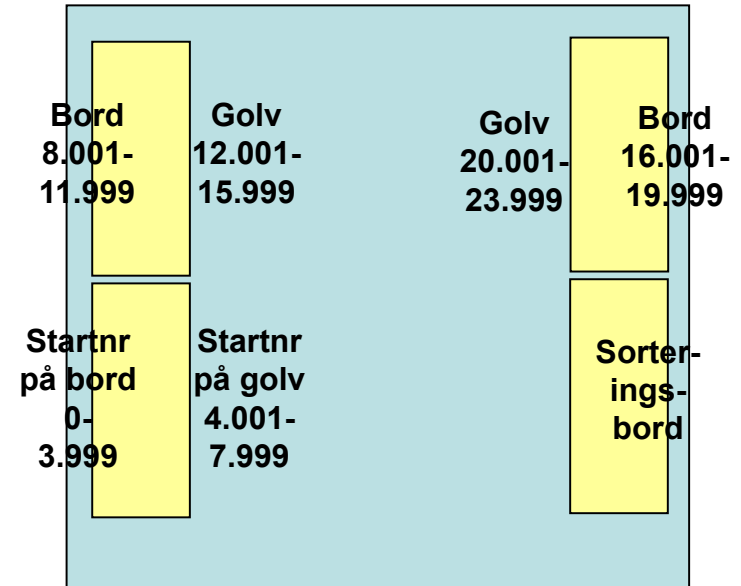 Bord
8.001-
11.999
Golv
12.001-
15.999
Golv
20.001-
23.999
Bord
16.001-
19.999
Startnr
på bord
0-
3.999
Startnr
på golv
4.001-
7.999
Sorter-
ings-
bord